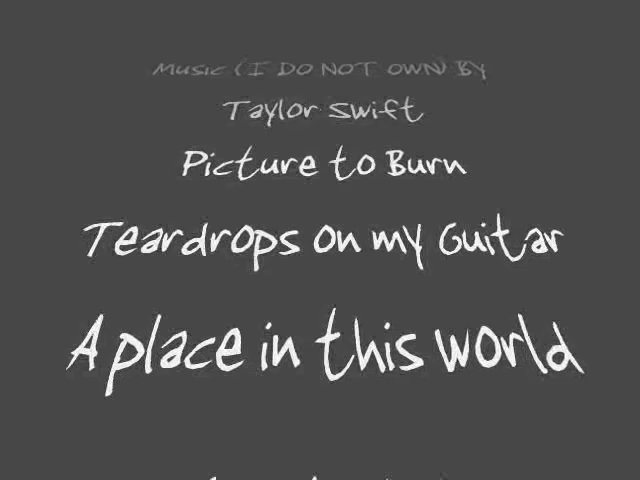 Music (I DO NOT OWN) BY
Taylor Swift
Picture to Burn
Teardrops on my Guitar
A place in this world